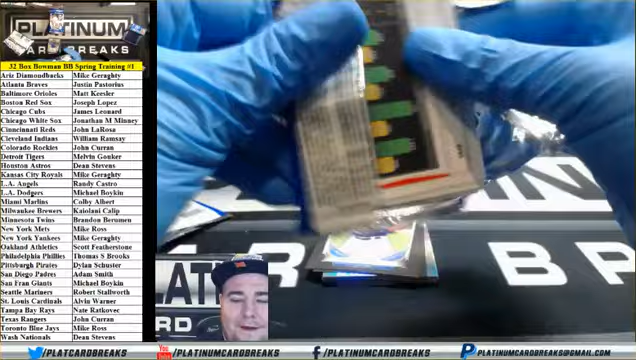 PLATINUM
CARDBREAKS
32 Box Bowman BB Spring Training #1
Ariz Diamondbacks Mike Geraghty
Atlanta Braves Justin Pastorius
Baltimore Orioles Matt Keesler
Boston Red Sox Joseph Lopez
Chicago Cubs James Leonard
Chicago White Sox Jonathan M Minney
Cincinnati Reds John LaRosa
Cleveland Indians William Ramsay
Colorado Rockies John Curran
Detroit Tigers Melvin Gouker
Houston Astros Dean Stevens
Kansas City Royals Mike Geraghty
L.A. Angels Randy Castro
L.A. Dodgers Michael Boykin
Miami Marlins Colby Albert
Milwaukee Brewers Kaiolani Calip
Minnesota Twins Brandon Beromeu
New York Mets Mike Ross
New York Yankees Mike Geraghty
Oakland Athletics Scott Featherstone
Philadelphia Phillies Thomas S Brooks
Pittsburgh Pirates Dylan Schuster
San Diego Padres Adam Smith
San Fran Giants Michael Boykin
Seattle Mariners Robert Stallworth
St. Louis Cardinals Alvin Warner
Tampa Bay Rays Nate Ratkovec
Texas Rangers John Curran
Toronto Blue Jays Mike Ross
Wash Nationals Dean Stevens
/PLATCARDBREAKS
You Tube /PLATINUMCARDBREAKS
/PLATINUMCARDBREAKS
PLATINUMCARDBREAKS@GMAIL.COM